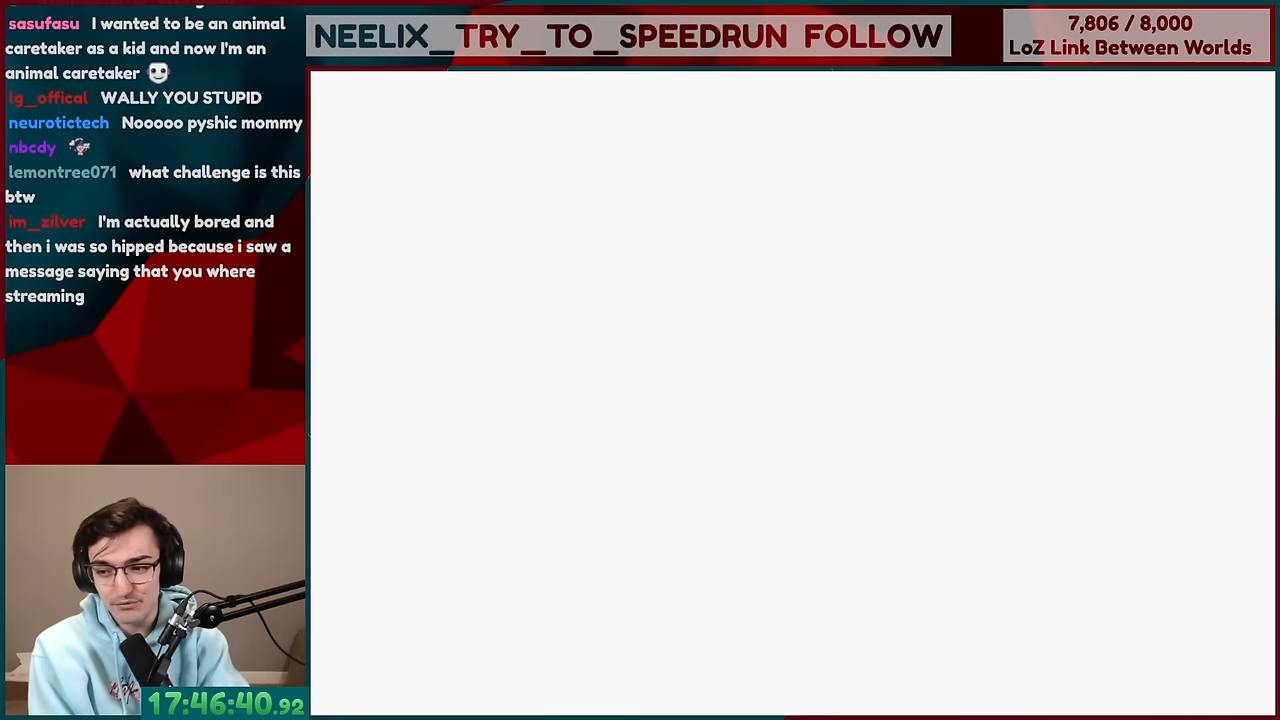 sasufasu I wanted to be an animal
caretaker as a kid and now I'm an
animal caretaker
lg_offical WALLY YOU STUPID
neurotictech Nooooo pyshic mommy
nbcdy
lemontree071 what challenge is this
btw
im_zilver I'm actually bored and
then i was so hipped because i saw a
message saying that you where
streaming
NEELIX_TRY_TO_SPEEDRUN FOLLOW
7,806 / 8,000
LoZ Link Between Worlds
17:46:40.92